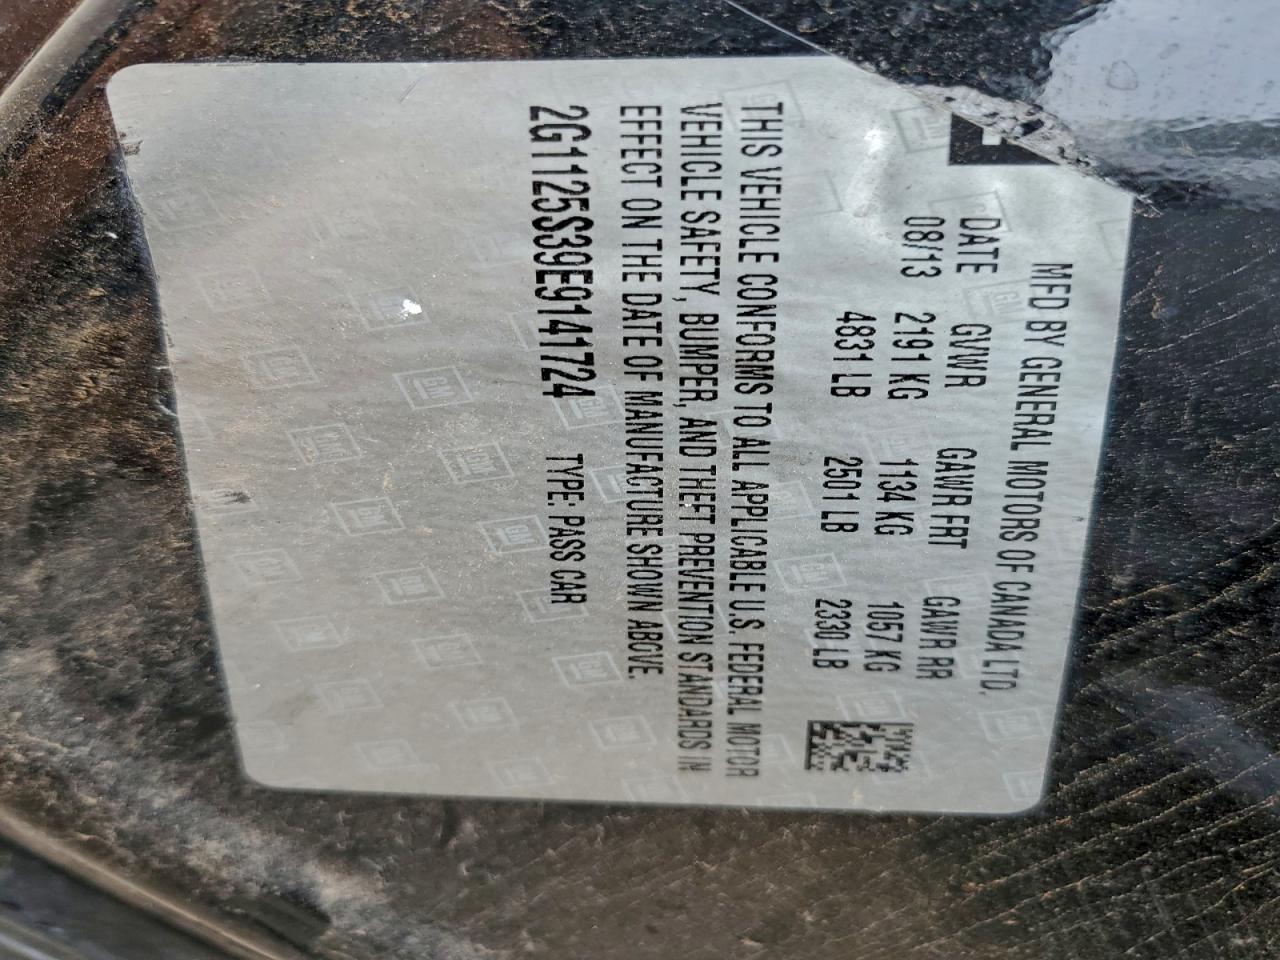 MFD BY GENERAL MOTORS OF CANADA LTD.
DATE GVWR GAWR FRT GAWR RR
08/13 2191 KG 1134 KG 1057 KG
4831 LB 2501 LB 2330 LB
THIS VEHICLE CONFORMS TO ALL APPLICABLE U.S. FEDERAL MOTOR
VEHICLE SAFETY, BUMPER, AND THEFT PREVENTION STANDARDS IN
EFFECT ON THE DATE OF MANUFACTURE SHOWN ABOVE.
2G1125S39E9141724 TYPE: PASS CAR